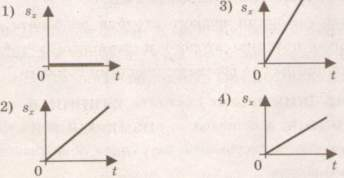 1) sₓ
0 t
2) sₓ
0 t
3) sₓ
0 t
4) sₓ
0 t